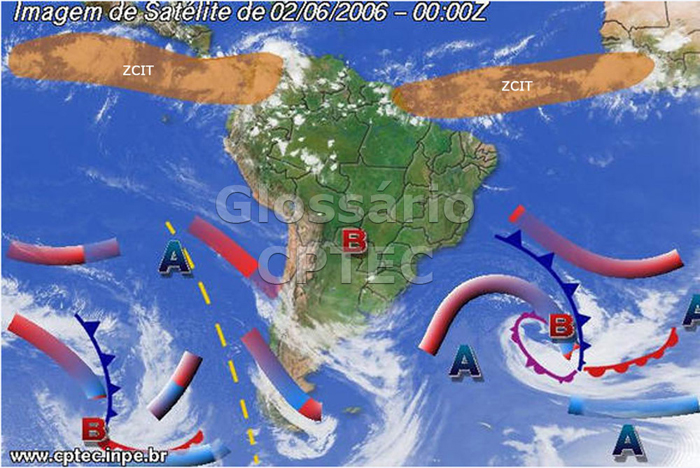 Imagem de Satélite de 02/06/2006 – 00:00Z
ZCIT
ZCIT
Glossário
CPTEC
B
A
B
A
A
B
A
www.cptec.inpe.br